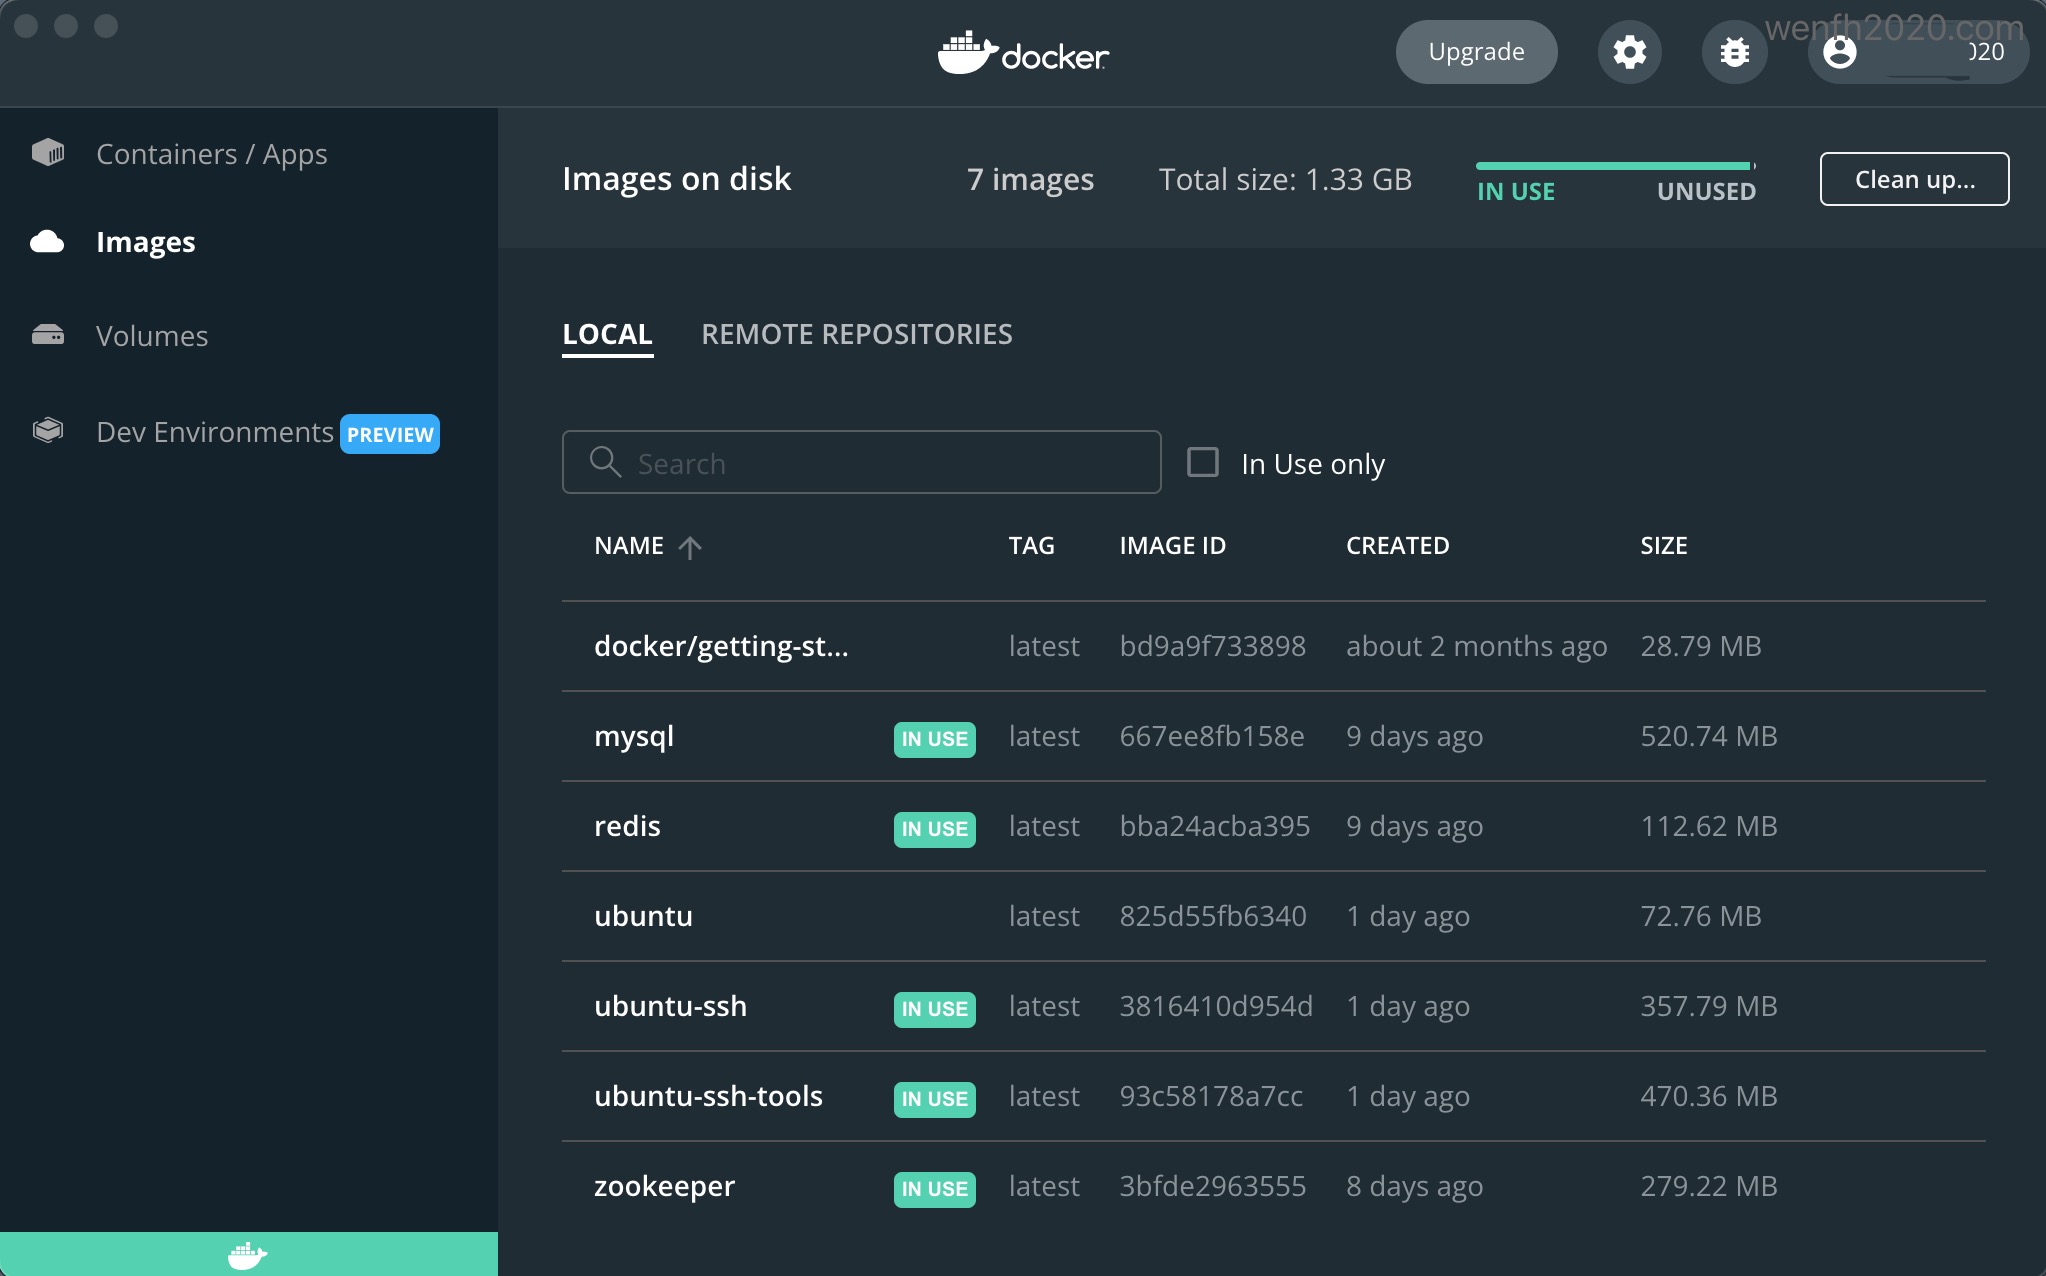 wenfh2020.com
docker
Upgrade
020
Containers / Apps
Images
Volumes
Dev Environments PREVIEW
Images on disk 7 images Total size: 1.33 GB IN USE UNUSED Clean up...
LOCAL REMOTE REPOSITORIES
Search In Use only
NAME TAG IMAGE ID CREATED SIZE
docker/getting-st... latest bd9a9f733898 about 2 months ago 28.79 MB
mysql IN USE latest 667ee8fb158e 9 days ago 520.74 MB
redis IN USE latest bba24acba395 9 days ago 112.62 MB
ubuntu latest 825d55fb6340 1 day ago 72.76 MB
ubuntu-ssh IN USE latest 3816410d954d 1 day ago 357.79 MB
ubuntu-ssh-tools IN USE latest 93c58178a7cc 1 day ago 470.36 MB
zookeeper IN USE latest 3bfde2963555 8 days ago 279.22 MB